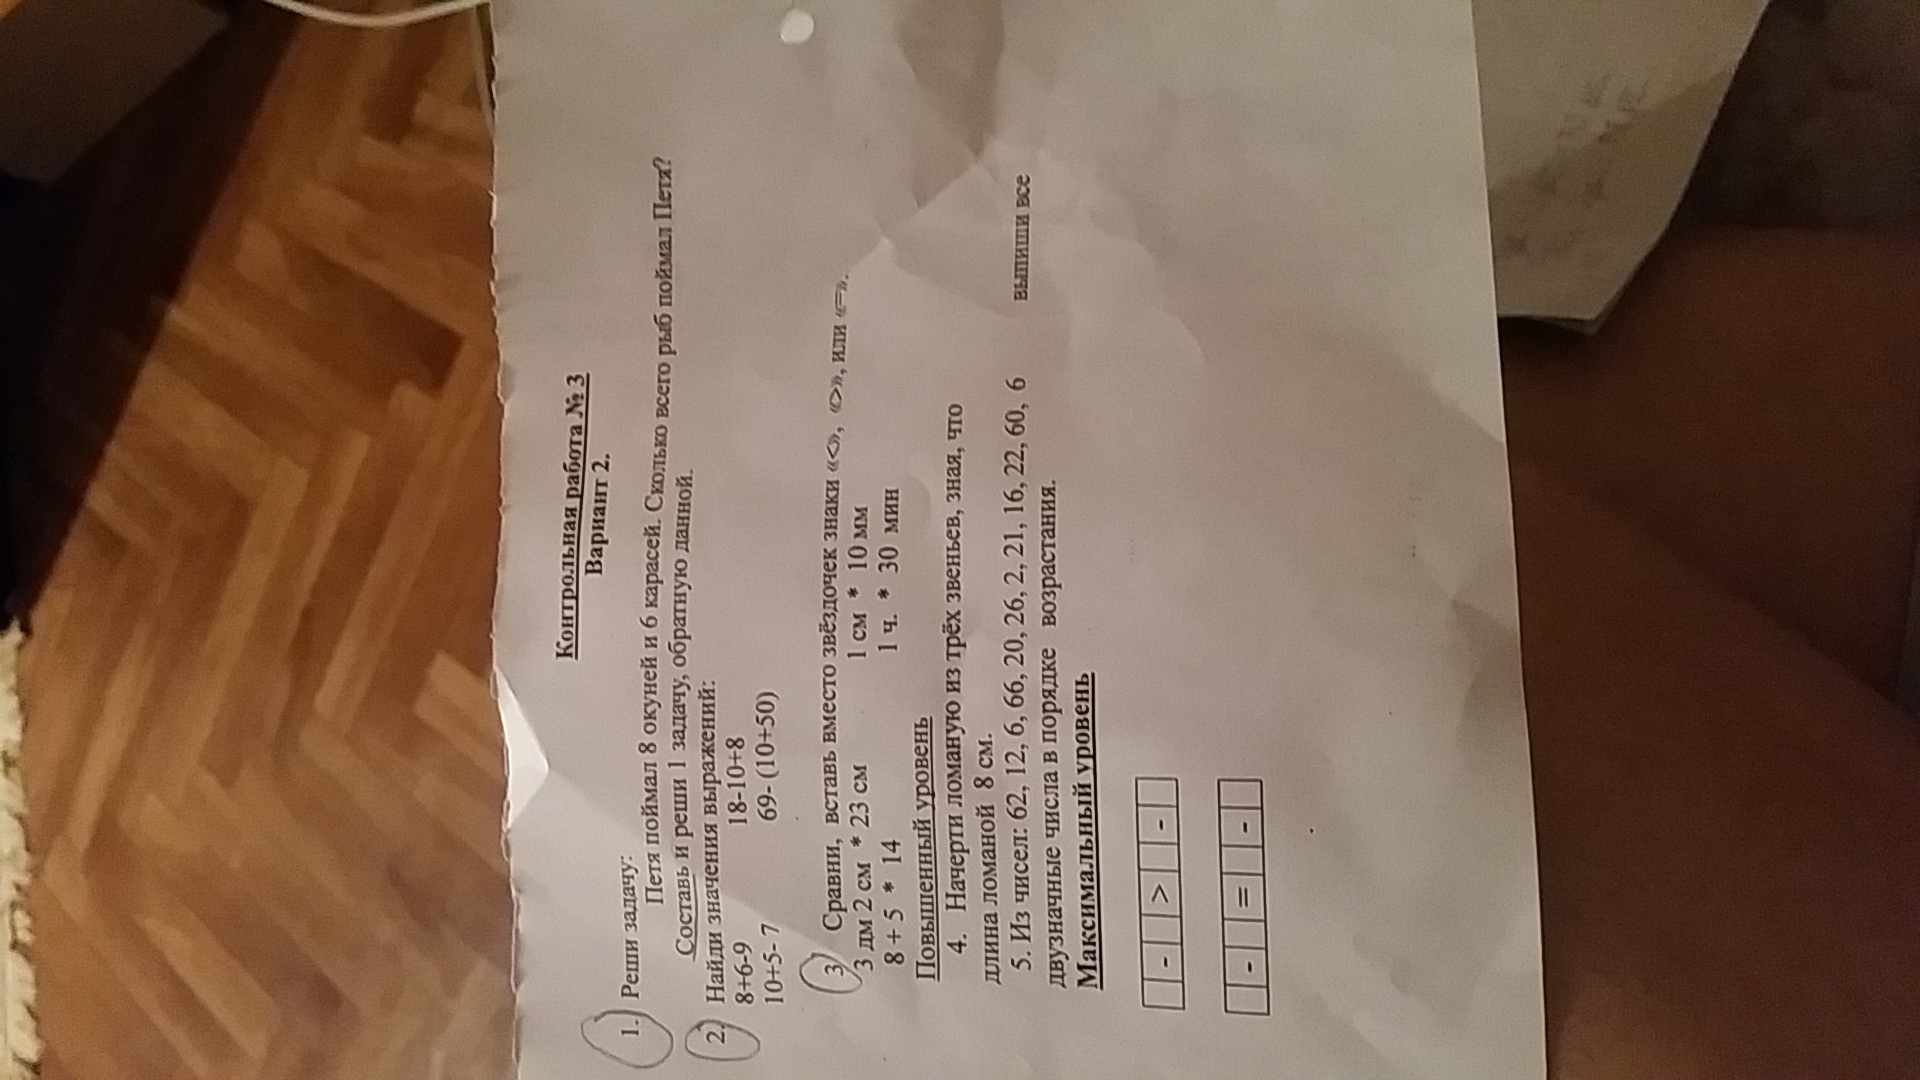 Контрольная работа № 3
Вариант 2.
1. Реши задачу:
Петя поймал 8 окуней и 6 карасей. Сколько всего рыб поймал Петя?
Составь и реши 1 задачу, обратную данной.
2. Найди значения выражений:
8+6-9 18-10+8
10+5- 7 69- (10+50)
3 Сравни, вставь вместо звёздочек знаки «<», «>», или «=».
3 дм 2 см * 23 см 1 см * 10 мм
8 + 5 * 14 1 ч. * 30 мин
Повышенный уровень
4. Начерти ломаную из трёх звеньев, зная, что
длина ломаной 8 см.
5. Из чисел: 62, 12, 6, 66, 20, 26, 2, 21, 16, 22, 60, 6 выпиши все
двузначные числа в порядке возрастания.
Максимальный уровень
- > -
- = -